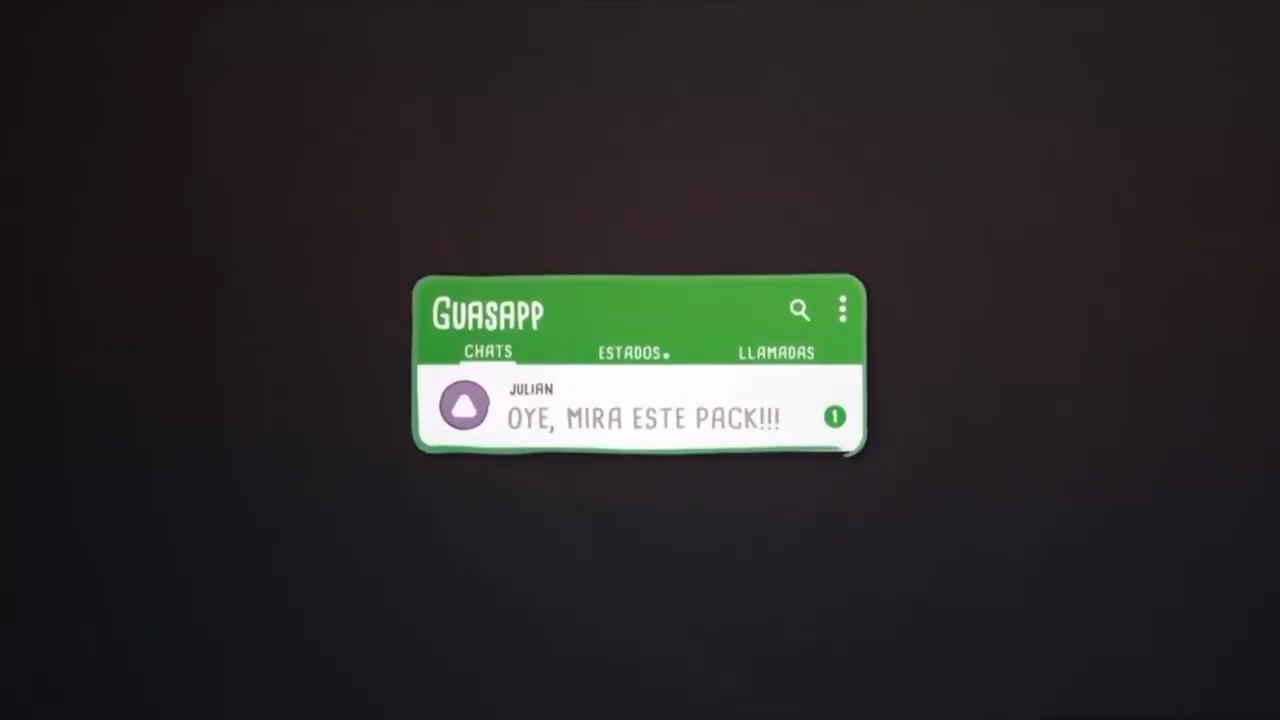 GUASAPP
CHATS ESTADOS. LLAMADAS
JULIAN
OYE, MIRA ESTE PACK!!!
1